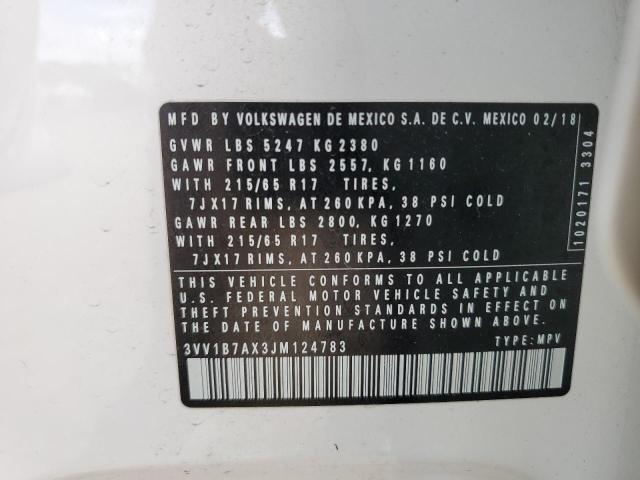 MFD BY VOLKSWAGEN DE MEXICO S.A. DE C.V. MEXICO 02/18
GVWR LBS 5247 KG 2380
GAWR FRONT LBS 2557, KG 1160
WITH 215/65 R17 TIRES,
7JX17 RIMS, AT 260 KPA, 38 PSI COLD
GAWR REAR LBS 2800, KG 1270
WITH 215/65 R17 TIRES,
7JX17 RIMS, AT 260 KPA, 38 PSI COLD
THIS VEHICLE CONFORMS TO ALL APPLICABLE
U.S. FEDERAL MOTOR VEHICLE SAFETY AND
THEFT PREVENTION STANDARDS IN EFFECT ON
THE DATE OF MANUFACTURE SHOWN ABOVE.
3VV1B7AX3JM124783 TYPE: MPV
1020171 3304